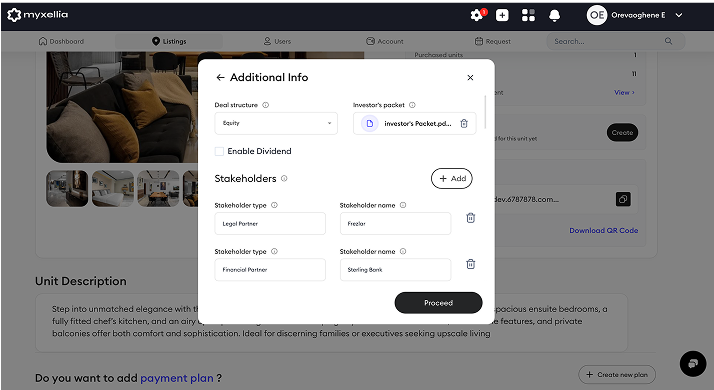 myxellia
1
OE
Orevaoghene E
Dashboard
Listings
Users
Account
Request
Search...
Purchased units
1
11
View ›
for this unit yet
Create
dev.6787878.com...
Download QR Code
Additional Info
Deal structure
Investor's packet
Equity
investor's Packet.pd...
Enable Dividend
Stakeholders
+ Add
Stakeholder type
Stakeholder name
Legal Partner
Frezlar
Stakeholder type
Stakeholder name
Financial Partner
Sterling Bank
Proceed
Unit Description
Step into unmatched elegance with th
spacious ensuite bedrooms, a
fully fitted chef's kitchen, and an airy
features, and private
balconies offer both comfort and sophistication. Ideal for discerning families or executives seeking upscale living
Do you want to add payment plan ?
+ Create new plan